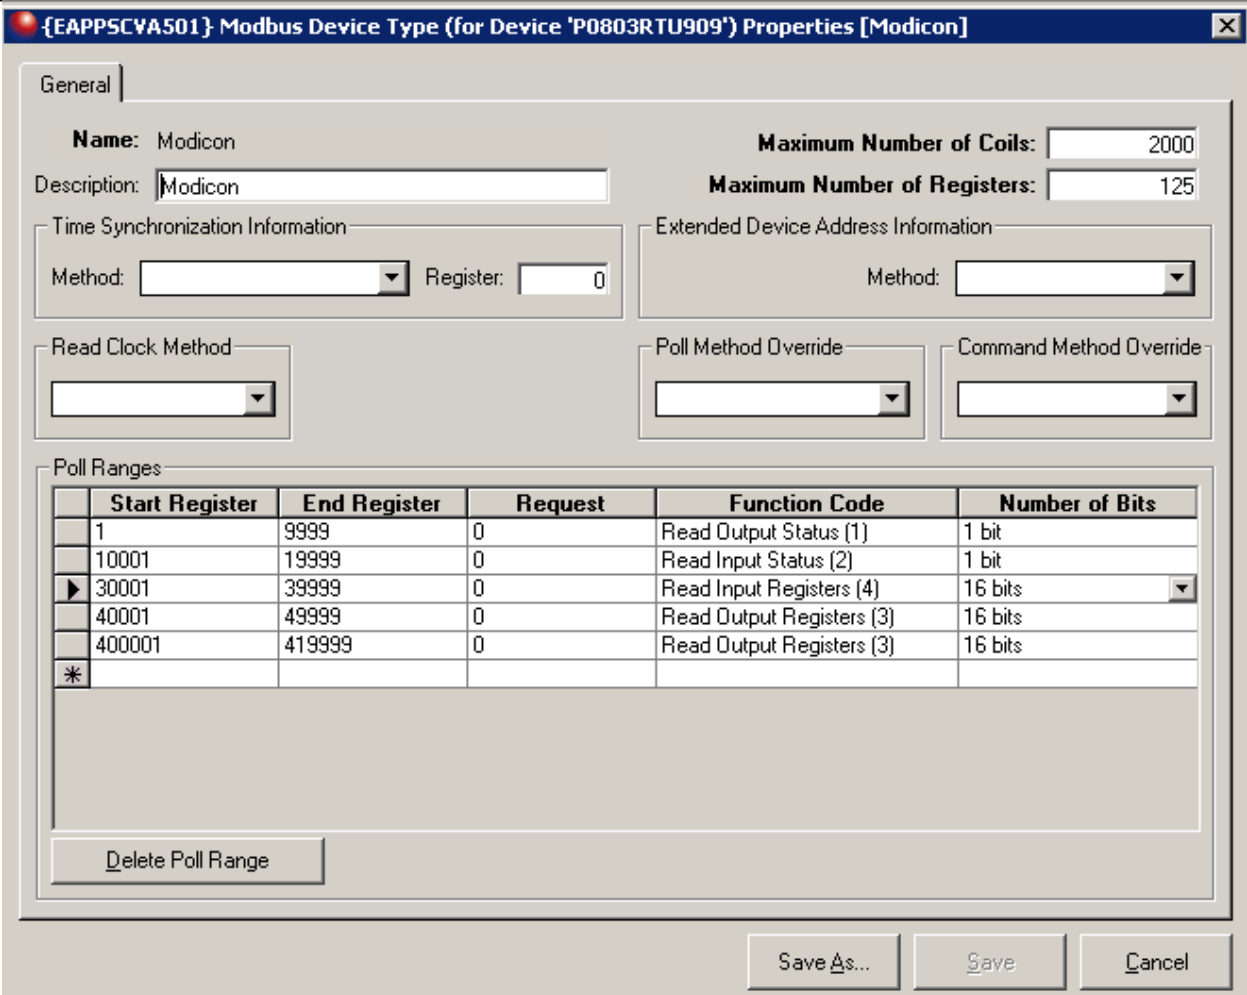 {EAPPSCVA501} Modbus Device Type (for Device 'P0803RTU909') Properties [Modicon]
General
Name: Modicon Maximum Number of Coils: 2000
Description: Modicon Maximum Number of Registers: 125
Time Synchronization Information Extended Device Address Information
Method: Register: 0 Method:
Read Clock Method Poll Method Override Command Method Override
Poll Ranges
Start Register End Register Request Function Code Number of Bits
1 9999 0 Read Output Status (1) 1 bit
10001 19999 0 Read Input Status (2) 1 bit
30001 39999 0 Read Input Registers (4) 16 bits
40001 49999 0 Read Output Registers (3) 16 bits
400001 419999 0 Read Output Registers (3) 16 bits
Delete Poll Range
Save As... Save Cancel